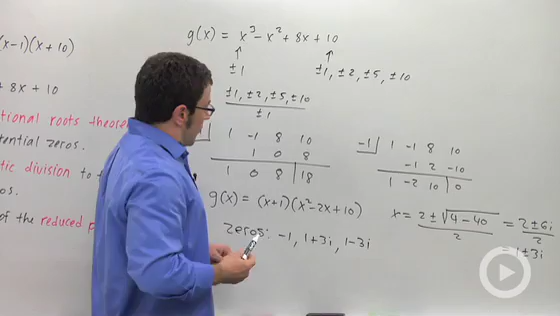 g(x) = x³ - x² + 8x + 10
(x-1)(x+10)
±1
±1, ±2, ±5, ±10
+ 8x + 10
±1, ±2, ±5, ±10
±1
tional roots theore
tential zeros.
1 -1 8 10
1 0 8
1 0 8 18
-1 1 -1 8 10
-1 2 -10
1 -2 10 0
tic division to
os.
of the reduced p
g(x) = (x+1)(x²-2x+10)
zeros: -1, 1+3i, 1-3i
x = 2±√4-40 / 2 = 2±6i / 2
= 1±3i